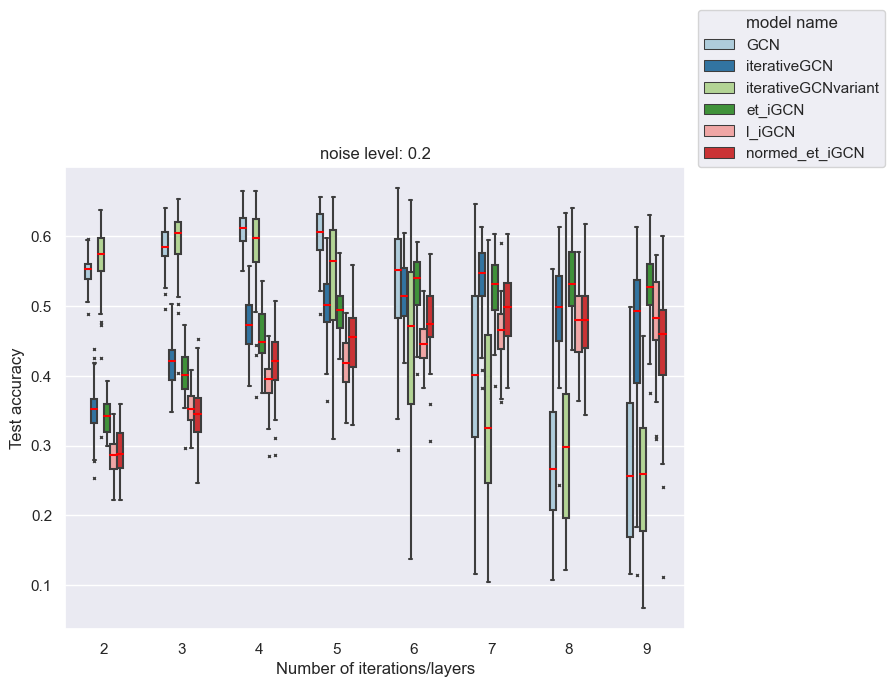 model name
GCN
iterativeGCN
iterativeGCNvariant
et_iGCN
l_iGCN
normed_et_iGCN
noise level: 0.2
Test accuracy
0.6
0.5
0.4
0.3
0.2
0.1
2 3 4 5 6 7 8 9
Number of iterations/layers